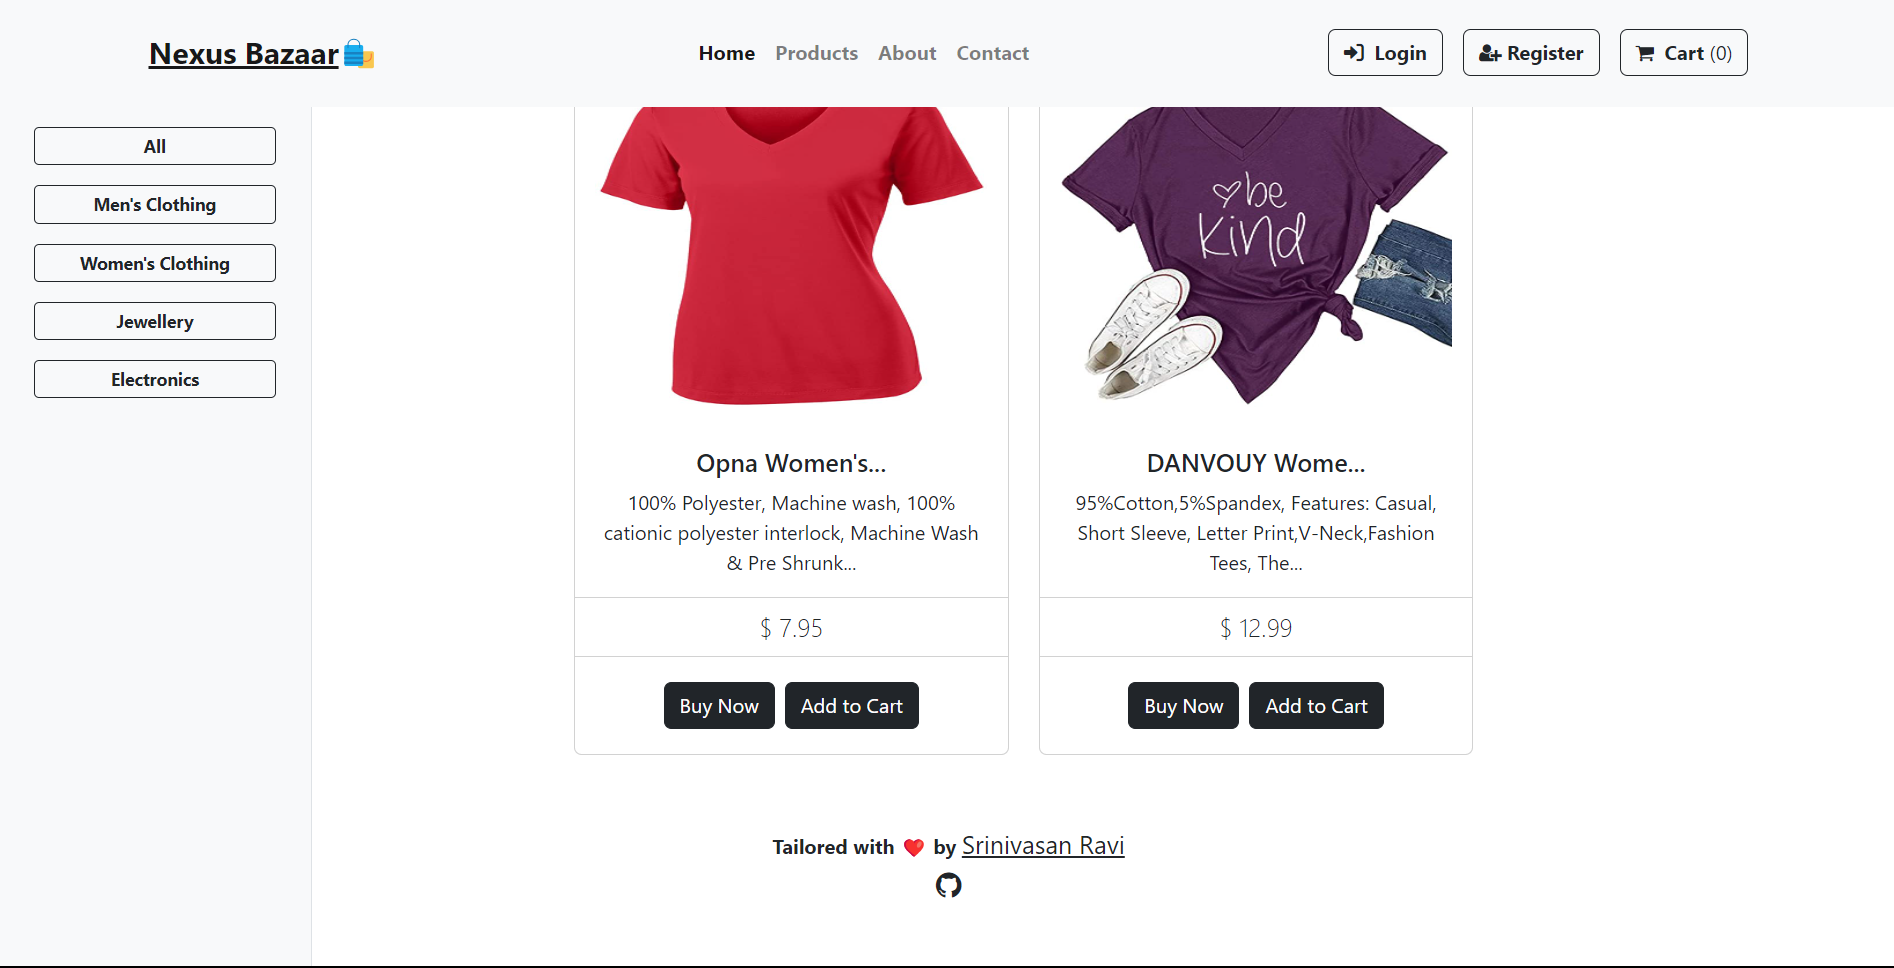 Nexus Bazaar
Home Products About Contact
Login Register Cart (0)
All
Men's Clothing
Women's Clothing
Jewellery
Electronics
be
kind
Opna Women's...
100% Polyester, Machine wash, 100%
cationic polyester interlock, Machine Wash
& Pre Shrunk...
$ 7.95
Buy Now Add to Cart
DANVOUY Wome...
95%Cotton,5%Spandex, Features: Casual,
Short Sleeve, Letter Print,V-Neck,Fashion
Tees, The...
$ 12.99
Buy Now Add to Cart
Tailored with ❤️ by Srinivasan Ravi